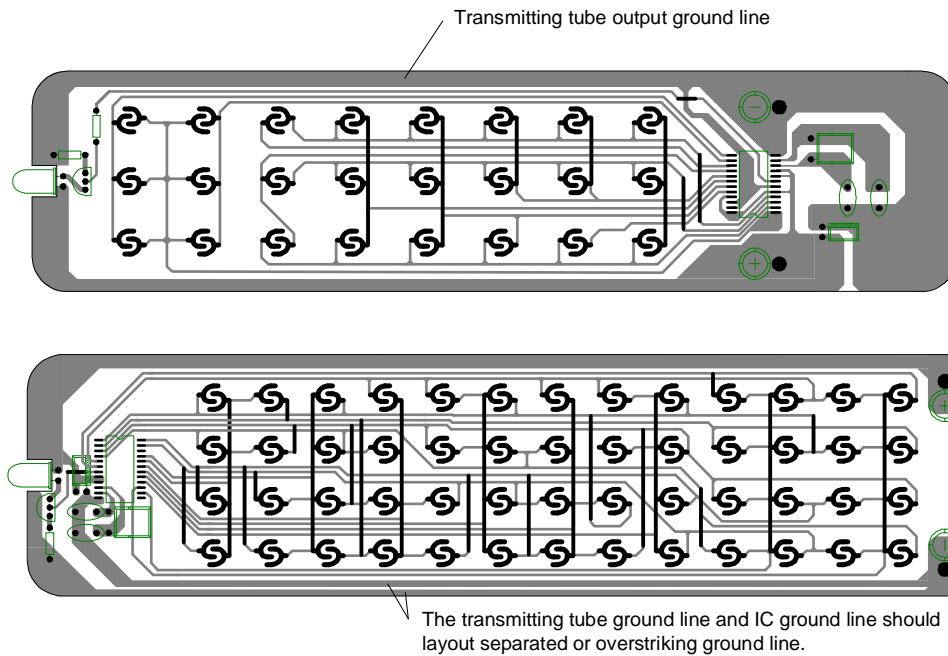 Transmitting tube output ground line
The transmitting tube ground line and IC ground line should
layout separated or overstriking ground line.